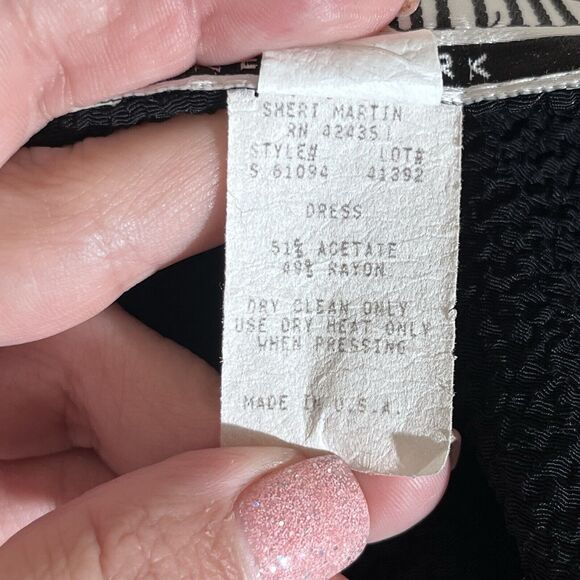 RK
SHERI MARTIN
RN 42435
STYLE# LOT#
S 61094 41392
DRESS
51% ACETATE
49% RAYON
DRY CLEAN ONLY
USE DRY HEAT ONLY
WHEN PRESSING
MADE IN U.S.A.